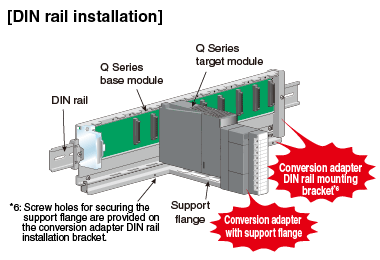 [DIN rail installation]
Q Series
target module
Q Series
base module
DIN rail
Conversion adapter
DIN rail mounting
bracket*6
*6: Screw holes for securing the
support flange are provided on
the conversion adapter DIN rail
installation bracket.
Support
flange
Conversion adapter
with support flange